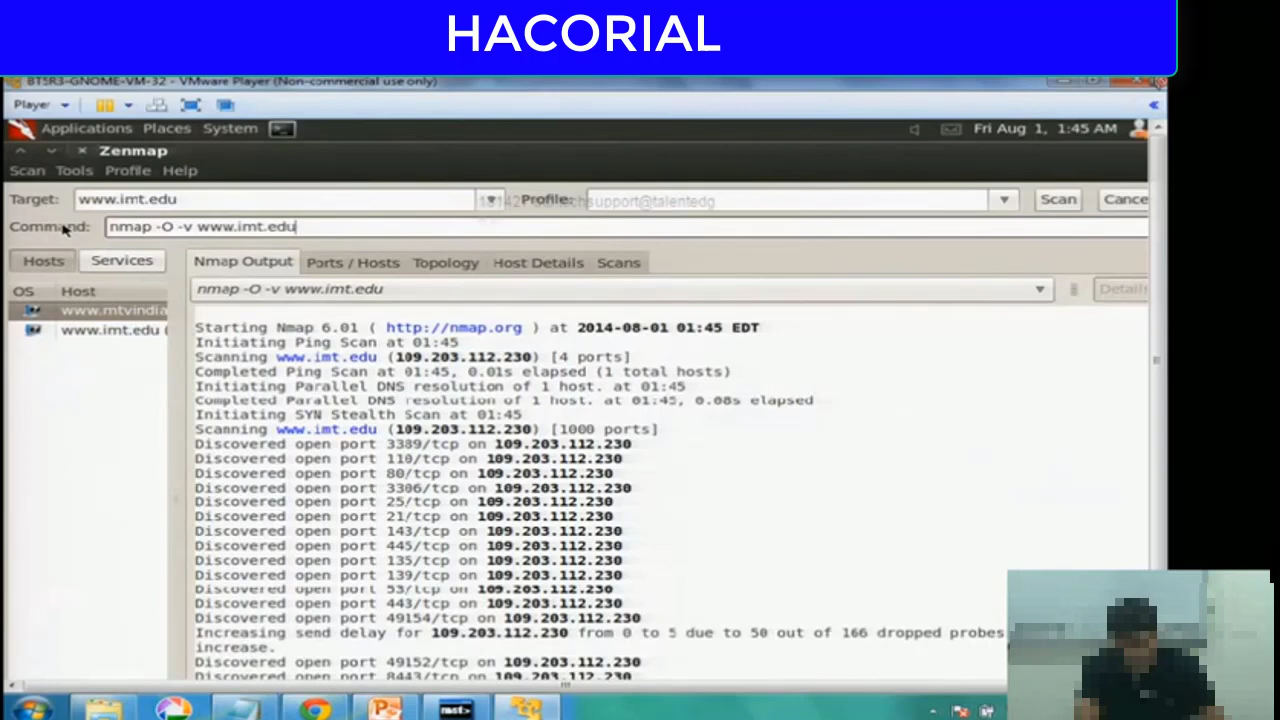 HACORIAL
BT5R3-GNOME-VM-32 - VMware Player (Non-commercial use only)
Player
Applications Places System Fri Aug 1, 1:45 AM
Zenmap
Scan Tools Profile Help
Target: www.imt.edu Profile: support@talentedg Scan Cance
Command: nmap -O -v www.imt.edu
Hosts Services Nmap Output Ports / Hosts Topology Host Details Scans
OS Host nmap -O -v www.imt.edu Details
www.mtvindia
www.imt.edu (
Starting Nmap 6.01 ( http://nmap.org ) at 2014-08-01 01:45 EDT
Initiating Ping Scan at 01:45
Scanning www.imt.edu (109.203.112.230) [4 ports]
Completed Ping Scan at 01:45, 0.01s elapsed (1 total hosts)
Initiating Parallel DNS resolution of 1 host. at 01:45
Completed Parallel DNS resolution of 1 host. at 01:45, 0.08s elapsed
Initiating SYN Stealth Scan at 01:45
Scanning www.imt.edu (109.203.112.230) [1000 ports]
Discovered open port 3389/tcp on 109.203.112.230
Discovered open port 110/tcp on 109.203.112.230
Discovered open port 80/tcp on 109.203.112.230
Discovered open port 3306/tcp on 109.203.112.230
Discovered open port 25/tcp on 109.203.112.230
Discovered open port 21/tcp on 109.203.112.230
Discovered open port 143/tcp on 109.203.112.230
Discovered open port 445/tcp on 109.203.112.230
Discovered open port 135/tcp on 109.203.112.230
Discovered open port 139/tcp on 109.203.112.230
Discovered open port 53/tcp on 109.203.112.230
Discovered open port 443/tcp on 109.203.112.230
Discovered open port 49154/tcp on 109.203.112.230
Increasing send delay for 109.203.112.230 from 0 to 5 due to 50 out of 166 dropped probes
increase.
Discovered open port 49152/tcp on 109.203.112.230
Discovered open port 8443/tcp on 109.203.112.230